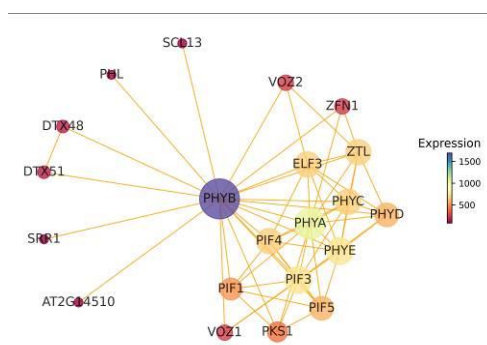 SCL13
PHL
VOZ2
ZFN1
DTX48
Expression
ELF3
ZTL
1500
DTX51
1000
PHYB
PHYC
500
PHYA
PHYD
SRR1
PIF4
PHYE
PIF3
PIF1
AT2G14510
PIF5
VOZ1
PKS1